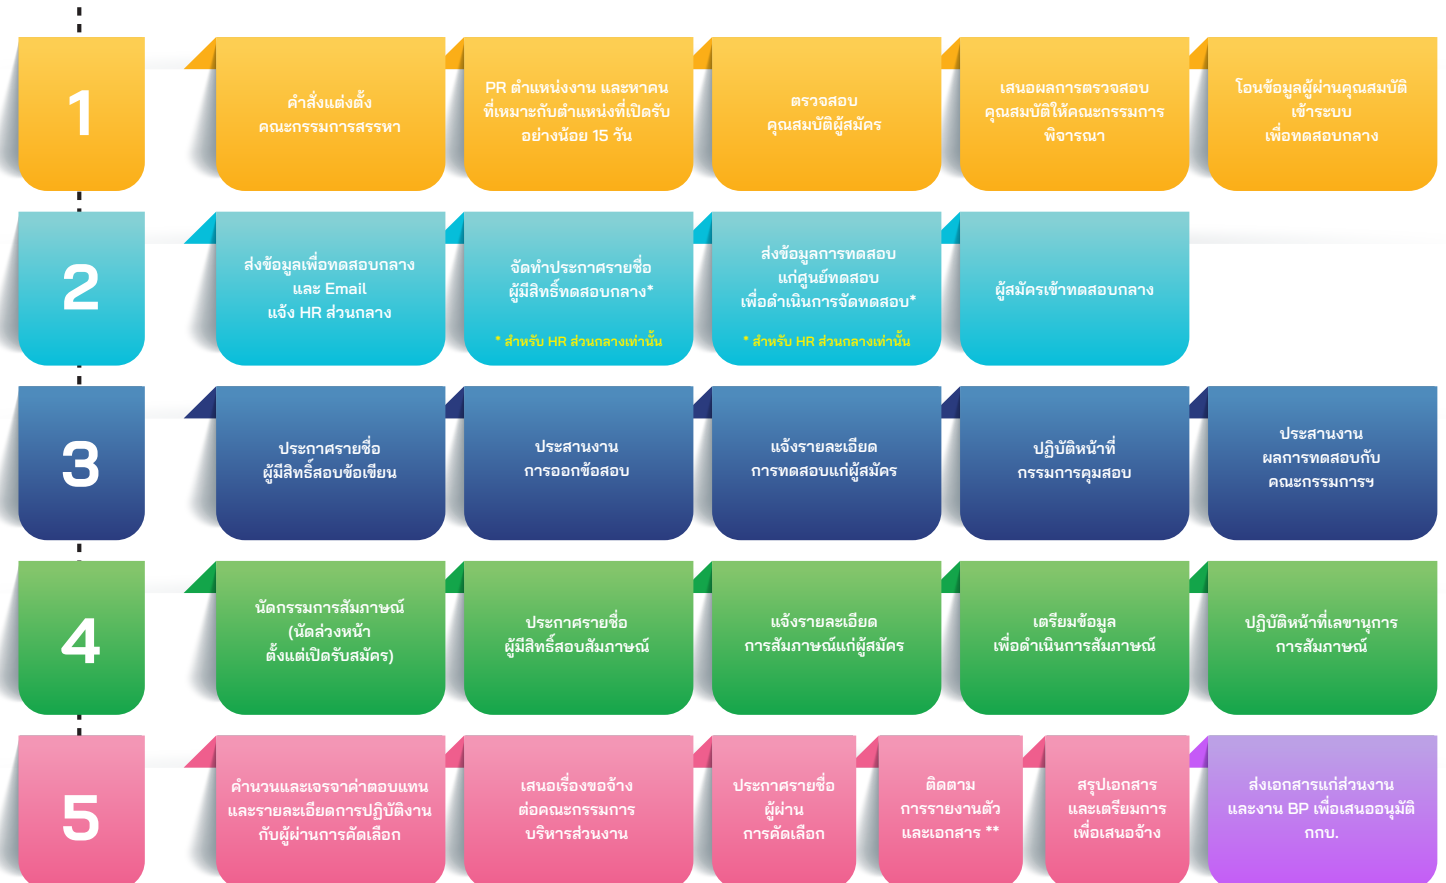 1
คำสั่งแต่งตั้ง
คณะกรรมการสรรหา
PR ตำแหน่งงาน และหาคน
ที่เหมาะกับตำแหน่งที่เปิดรับ
อย่างน้อย 15 วัน
ตรวจสอบ
คุณสมบัติผู้สมัคร
เสนอผลการตรวจสอบ
คุณสมบัติให้คณะกรรมการ
พิจารณา
โอนข้อมูลผู้ผ่านคุณสมบัติ
เข้าระบบ
เพื่อทดสอบกลาง
2
ส่งข้อมูลเพื่อทดสอบกลาง
และ Email
แจ้ง HR ส่วนกลาง
จัดทำประกาศรายชื่อ
ผู้มีสิทธิ์ทดสอบกลาง*
* สำหรับ HR ส่วนกลางเท่านั้น
ส่งข้อมูลการทดสอบ
แก่ศูนย์ทดสอบ
เพื่อดำเนินการจัดทดสอบ*
* สำหรับ HR ส่วนกลางเท่านั้น
ผู้สมัครเข้าทดสอบกลาง
3
ประกาศรายชื่อ
ผู้มีสิทธิ์สอบข้อเขียน
ประสานงาน
การออกข้อสอบ
แจ้งรายละเอียด
การทดสอบแก่ผู้สมัคร
ปฏิบัติหน้าที่
กรรมการคุมสอบ
ประสานงาน
ผลการทดสอบกับ
คณะกรรมการฯ
4
นัดกรรมการสัมภาษณ์
(นัดล่วงหน้า
ตั้งแต่เปิดรับสมัคร)
ประกาศรายชื่อ
ผู้มีสิทธิ์สอบสัมภาษณ์
แจ้งรายละเอียด
การสัมภาษณ์แก่ผู้สมัคร
เตรียมข้อมูล
เพื่อดำเนินการสัมภาษณ์
ปฏิบัติหน้าที่เลขานุการ
การสัมภาษณ์
5
คำนวนและเจรจาค่าตอบแทน
และรายละเอียดการปฏิบัติงาน
กับผู้ผ่านการคัดเลือก
เสนอเรื่องขอจ้าง
ต่อคณะกรรมการ
บริหารส่วนงาน
ประกาศรายชื่อ
ผู้ผ่าน
การคัดเลือก
ติดตาม
การรายงานตัว
และเอกสาร **
สรุปเอกสาร
และเตรียมการ
เพื่อเสนอจ้าง
ส่งเอกสารแก่ส่วนงาน
และงาน BP เพื่อเสนออนุมัติ
กกบ.